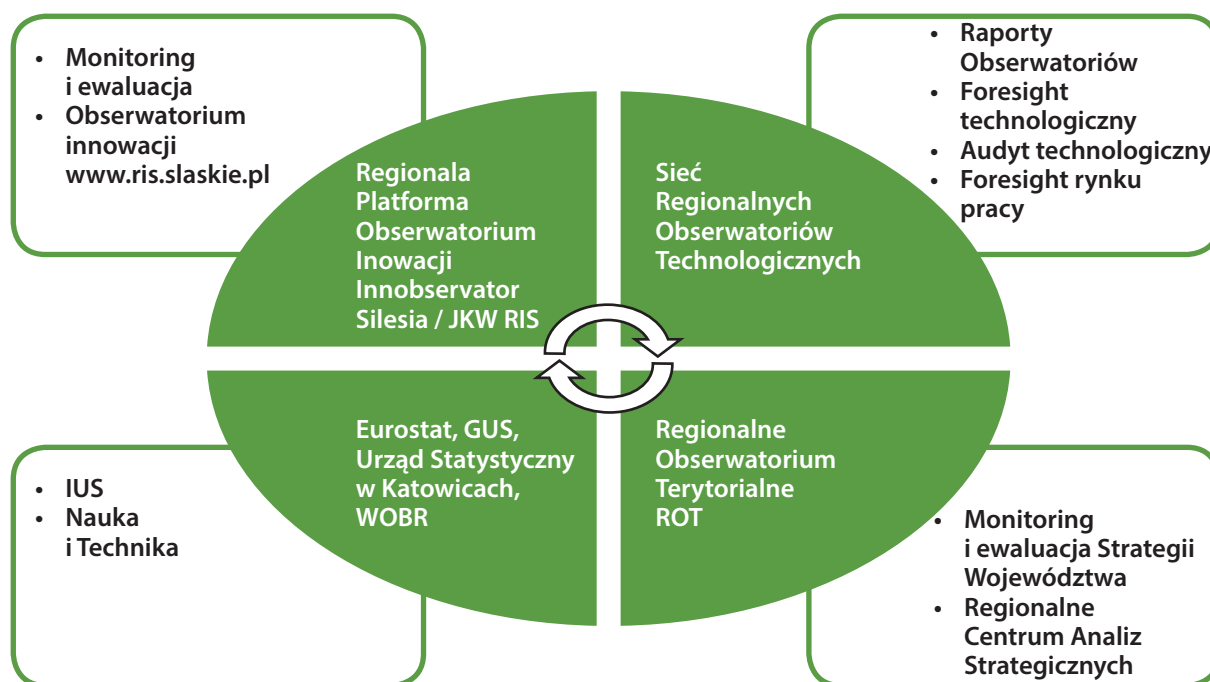 • Monitoring
i ewaluacja
• Obserwatorium
innowacji
www.ris.slaskie.pl
• Raporty
Obserwatoriów
• Foresight
technologiczny
• Audyt technologiczny
• Foresight rynku
pracy
Regionala
Platforma
Obserwatorium
Inowacji
Innobservator
Silesia / JKW RIS
Sieć
Regionalnych
Obserwatoriów
Technologicznych
Eurostat, GUS,
Urząd Statystyczny
w Katowicach,
WOBR
Regionalne
Obserwatorium
Terytorialne
ROT
• IUS
• Nauka
i Technika
• Monitoring
i ewaluacja Strategii
Województwa
• Regionalne
Centrum Analiz
Strategicznych